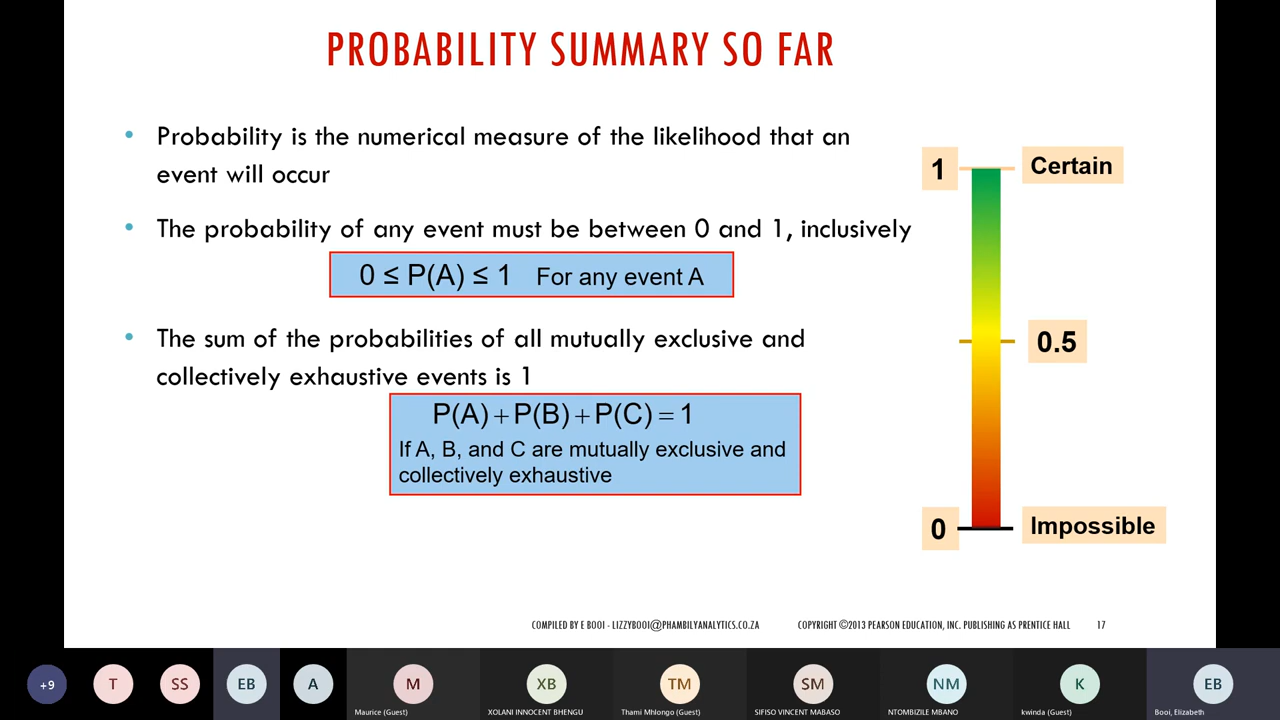 PROBABILITY SUMMARY SO FAR
• Probability is the numerical measure of the likelihood that an
event will occur
• The probability of any event must be between 0 and 1, inclusively
0 ≤ P(A) ≤ 1 For any event A
• The sum of the probabilities of all mutually exclusive and
collectively exhaustive events is 1
P(A) + P(B) + P(C) = 1
If A, B, and C are mutually exclusive and
collectively exhaustive
1 Certain
0.5
0 Impossible
COMPILED BY E BOOI - LIZZYBOOI@PHAMBILYANALYTICS.CO.ZA COPYRIGHT ©2013 PEARSON EDUCATION, INC. PUBLISHING AS PRENTICE HALL 17
+9 T SS EB A M XB TM SM NM K EB
Maurice (Guest) XOLANI INNOCENT BHENGU Thami Mhlongo (Guest) SIFISO VINCENT MABASO NTOMBIZILE MBANO kwinda (Guest) Booi, Elizabeth